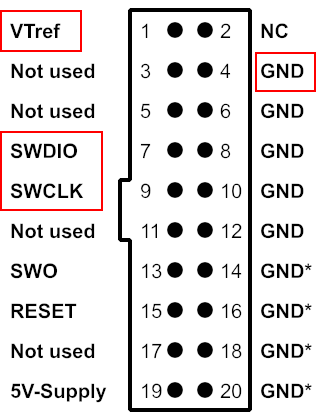 VTref 1 2 NC
Not used 3 4 GND
Not used 5 6 GND
SWDIO 7 8 GND
SWCLK 9 10 GND
Not used 11 12 GND
SWO 13 14 GND*
RESET 15 16 GND*
Not used 17 18 GND*
5V-Supply 19 20 GND*